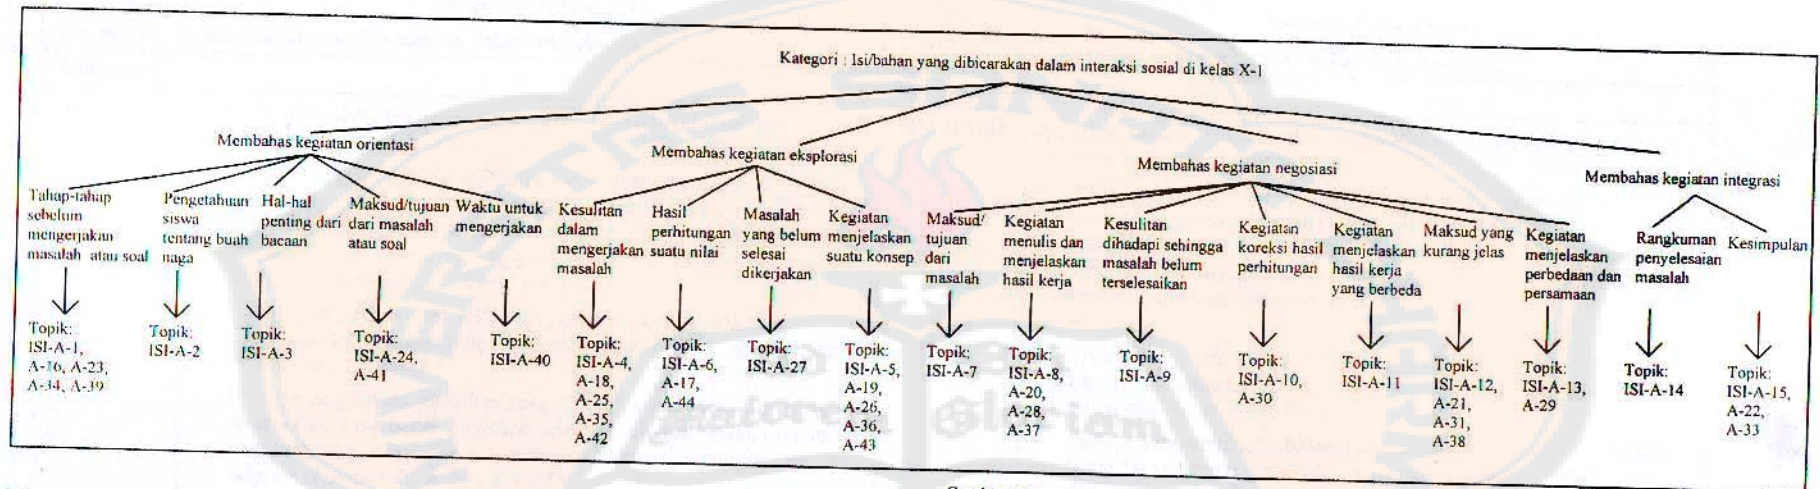 Kategori : Isi/bahan yang dibicarakan dalam interaksi sosial di kelas X-1
Membahas kegiatan orientasi
Tahap-tahap
sebelum
mengerjakan
masalah atau soal
Topik:
ISI-A-1,
A-16, A-23,
A-34, A-39
Pengetahuan
siswa
tentang buah
naga
Topik:
ISI-A-2
Hal-hal
penting dari
bacaan
Topik:
ISI-A-3
Maksud/tujuan
dari masalah
atau soal
Topik:
ISI-A-24,
A-41
Waktu untuk
mengerjakan
Topik:
ISI-A-40
Membahas kegiatan eksplorasi
Kesulitan
dalam
mengerjakan
masalah
Topik:
ISI-A-4,
A-18,
A-25,
A-35,
A-42
Hasil
perhitungan
suatu nilai
Topik:
ISI-A-6,
A-17,
A-44
Masalah
yang belum
selesai
dikerjakan
Topik:
ISI-A-27
Kegiatan
menjelaskan
suatu konsep
Topik:
ISI-A-5,
A-19,
A-26,
A-36,
A-43
Membahas kegiatan negosiasi
Maksud/
tujuan
dari
masalah
Topik:
ISI-A-7
Kegiatan
menulis dan
menjelaskan
hasil kerja
Topik:
ISI-A-8,
A-20,
A-28,
A-37
Kesulitan
dihadapi sehingga
masalah belum
terselesaikan
Topik:
ISI-A-9
Kegiatan
koreksi hasil
perhitungan
Topik:
ISI-A-10,
A-30
Kegiatan
menjelaskan
hasil kerja
yang berbeda
Topik:
ISI-A-11
Maksud yang
kurang jelas
Topik:
ISI-A-12,
A-21,
A-31,
A-38
Kegiatan
menjelaskan
perbedaan dan
persamaan
Topik:
ISI-A-13,
A-29
Membahas kegiatan integrasi
Rangkuman
penyelesaian
masalah
Topik:
ISI-A-14
Kesimpulan
Topik:
ISI-A-15,
A-22,
A-33